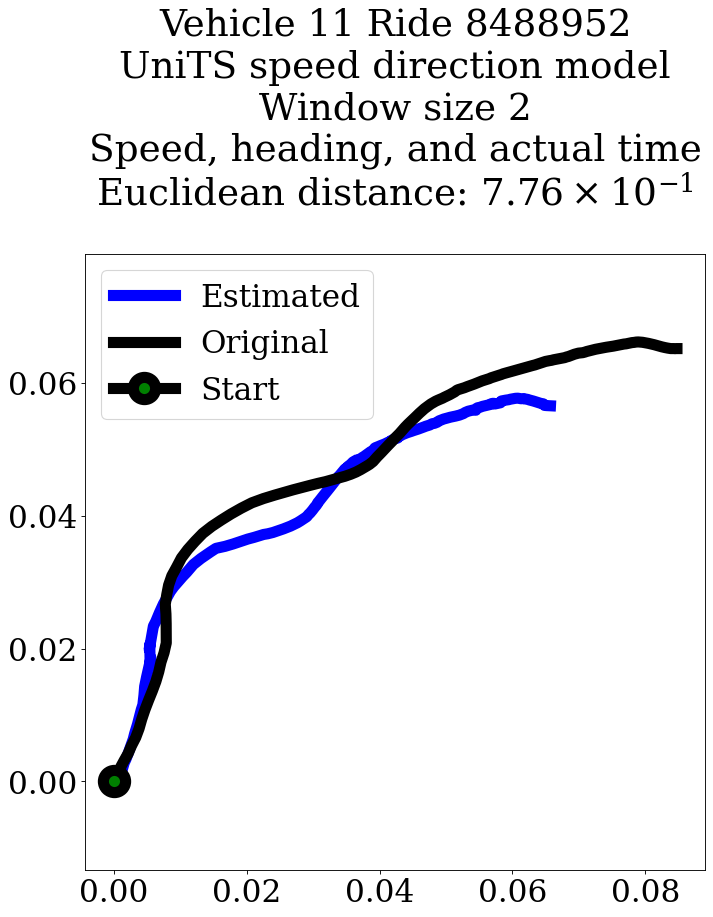 Vehicle 11 Ride 8488952
UniTS speed direction model
Window size 2
Speed, heading, and actual time
Euclidean distance: 7.76 × 10⁻¹
Estimated
Original
Start
0.06
0.04
0.02
0.00
0.00 0.02 0.04 0.06 0.08